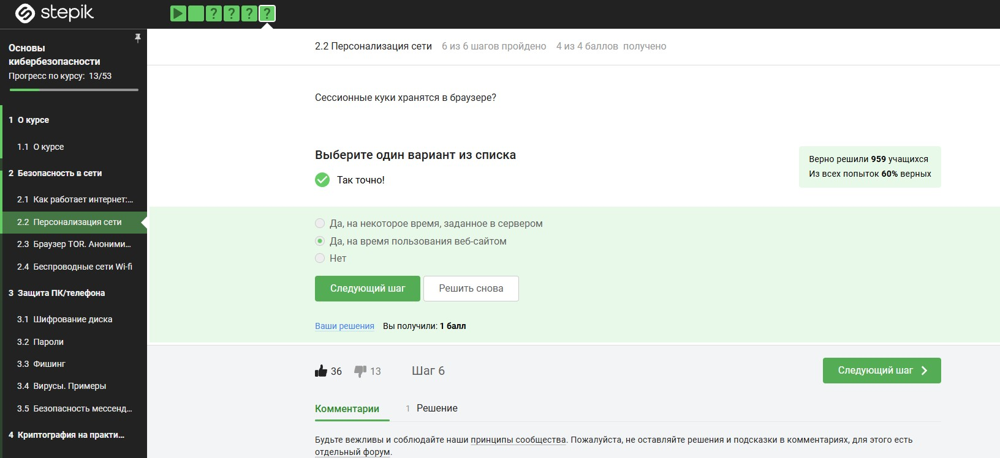 stepik
? ? ? ?
Основы
кибербезопасности
Прогресс по курсу: 13/53
1 О курсе
1.1 О курсе
2 Безопасность в сети
2.1 Как работает интернет:...
2.2 Персонализация сети
2.3 Браузер TOR. Аноними...
2.4 Беспроводные сети Wi-fi
3 Защита ПК/телефона
3.1 Шифрование диска
3.2 Пароли
3.3 Фишинг
3.4 Вирусы. Примеры
3.5 Безопасность мессенд...
4 Криптография на практи...
2.2 Персонализация сети 6 из 6 шагов пройдено 4 из 4 баллов получено
Сессионные куки хранятся в браузере?
Выберите один вариант из списка
Так точно!
Верно решили 959 учащихся
Из всех попыток 60% верных
Да, на некоторое время, заданное в сервером
Да, на время пользования веб-сайтом
Нет
Следующий шаг Решить снова
Ваши решения Вы получили: 1 балл
36 13 Шаг 6
Следующий шаг
Комментарии 1 Решение
Будьте вежливы и соблюдайте наши принципы сообщества. Пожалуйста, не оставляйте решения и подсказки в комментариях, для этого есть
отдельный форум.